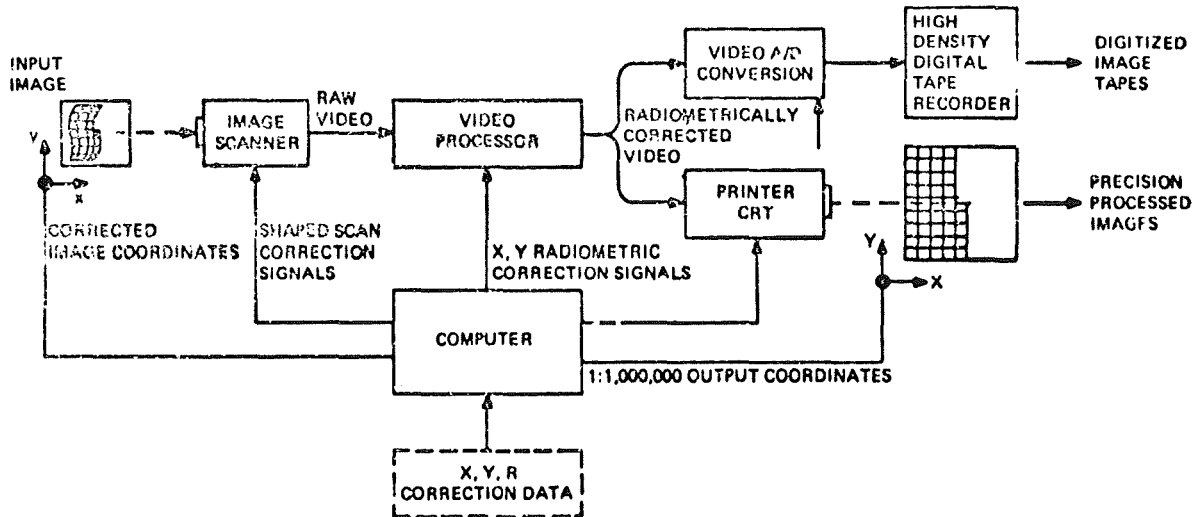 INPUT
IMAGE
Y
x
IMAGE
SCANNER
RAW
VIDEO
VIDEO
PROCESSOR
VIDEO A/D
CONVERSION
HIGH
DENSITY
DIGITAL
TAPE
RECORDER
DIGITIZED
IMAGE
TAPES
RADIOMETRICALLY
CORRECTED
VIDEO
PRINTER
CRT
PRECISION
PROCESSED
IMAGES
CORRECTED
IMAGE COORDINATES
SHAPED SCAN
CORRECTION
SIGNALS
X, Y RADIOMETRIC
CORRECTION SIGNALS
Y
X
COMPUTER
1:1,000,000 OUTPUT COORDINATES
X, Y, R
CORRECTION DATA